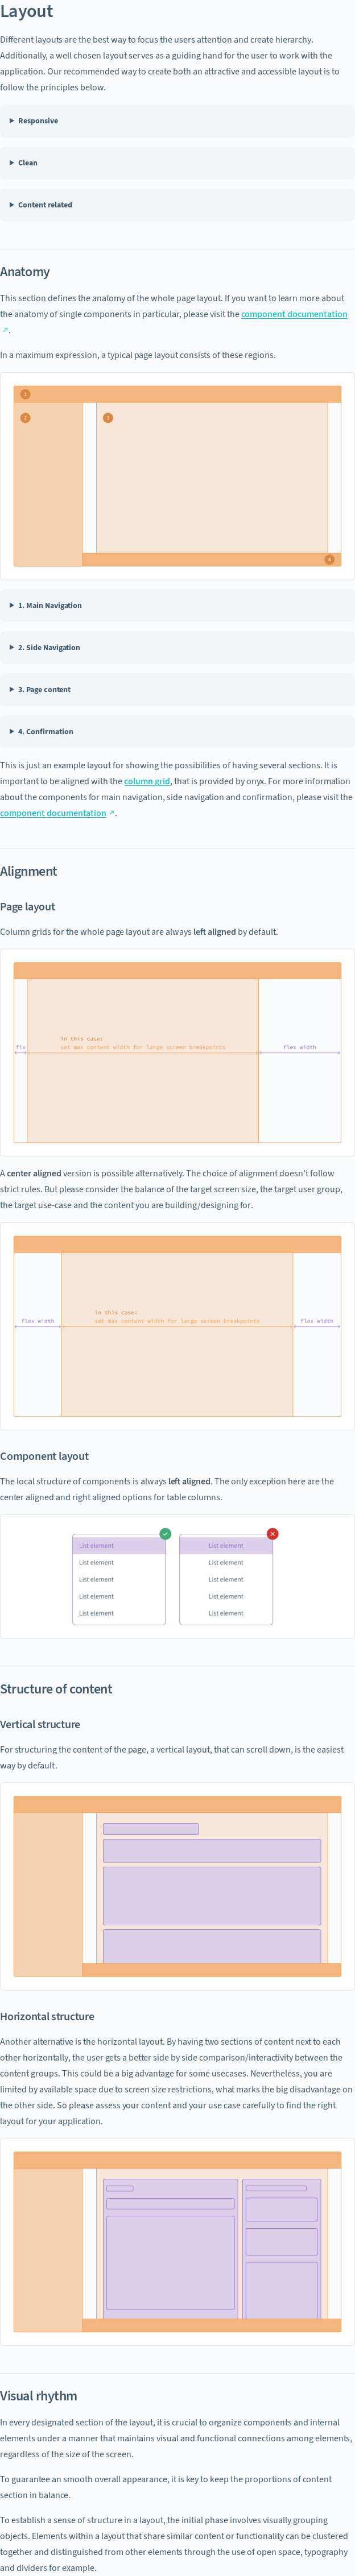 Layout
Different layouts are the best way to focus the users attention and create hierarchy.
Additionally, a well chosen layout serves as a guiding hand for the user to work with the
application. Our recommended way to create both an attractive and accessible layout is to
follow the principles below.
Responsive
Clean
Content related
Anatomy
This section defines the anatomy of the whole page layout. If you want to learn more about
the anatomy of single components in particular, please visit the component documentation
.
In a maximum expression, a typical page layout consists of these regions.
1
2
3
4
1. Main Navigation
2. Side Navigation
3. Page content
4. Confirmation
This is just an example layout for showing the possibilities of having several sections. It is
important to be aligned with the column grid, that is provided by onyx. For more information
about the components for main navigation, side navigation and confirmation, please visit the
component documentation.
Alignment
Page layout
Column grids for the whole page layout are always left aligned by default.
in this case:
fix set max content width for large screen breakpoints flex width
A center aligned version is possible alternatively. The choice of alignment doesn't follow
strict rules. But please consider the balance of the target screen size, the target user group,
the target use-case and the content you are building/designing for.
in this case:
flex width set max content width for large screen breakpoints flex width
Component layout
The local structure of components is always left aligned. The only exception here are the
center aligned and right aligned options for table columns.
List element List element
List element List element
List element List element
List element List element
List element List element
Structure of content
Vertical structure
For structuring the content of the page, a vertical layout, that can scroll down, is the easiest
way by default.
Horizontal structure
Another alternative is the horizontal layout. By having two sections of content next to each
other horizontally, the user gets a better side by side comparison/interactivity between the
content groups. This could be a big advantage for some usecases. Nevertheless, you are
limited by available space due to screen size restrictions, what marks the big disadvantage on
the other side. So please assess your content and your use case carefully to find the right
layout for your application.
Visual rhythm
In every designated section of the layout, it is crucial to organize components and internal
elements under a manner that maintains visual and functional connections among elements,
regardless of the size of the screen.
To guarantee an smooth overall appearance, it is key to keep the proportions of content
section in balance.
To establish a sense of structure in a layout, the initial phase involves visually grouping
objects. Elements within a layout that share similar content or functionality can be clustered
together and distinguished from other elements through the use of open space, typography
and dividers for example.